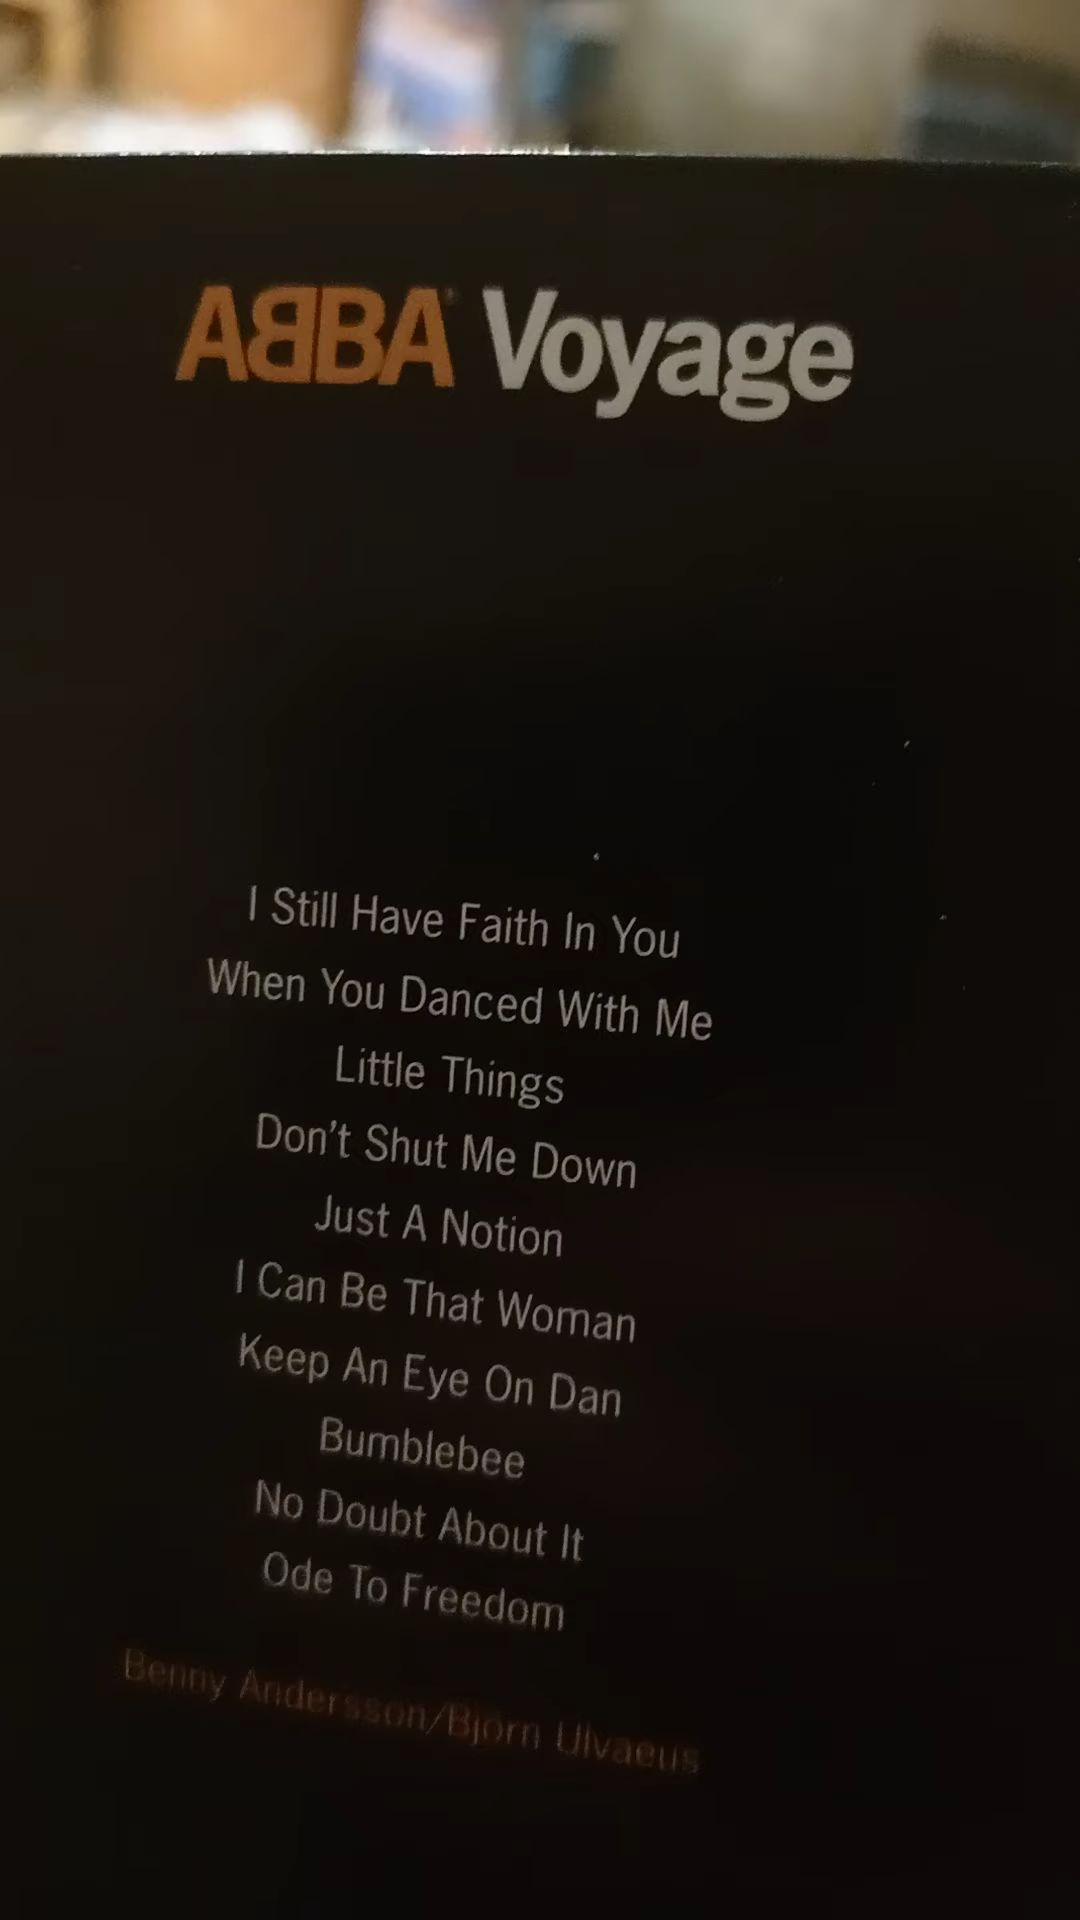 ABBA Voyage
I Still Have Faith In You
When You Danced With Me
Little Things
Don't Shut Me Down
Just A Notion
I Can Be That Woman
Keep An Eye On Dan
Bumblebee
No Doubt About It
Ode To Freedom
Benny Andersson/Björn Ulvaeus